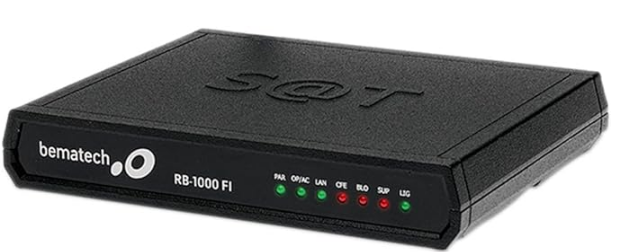 S@T
bematech
RB-1000 FI
PAR OP/AC LAN CFE BLO SUP LIG